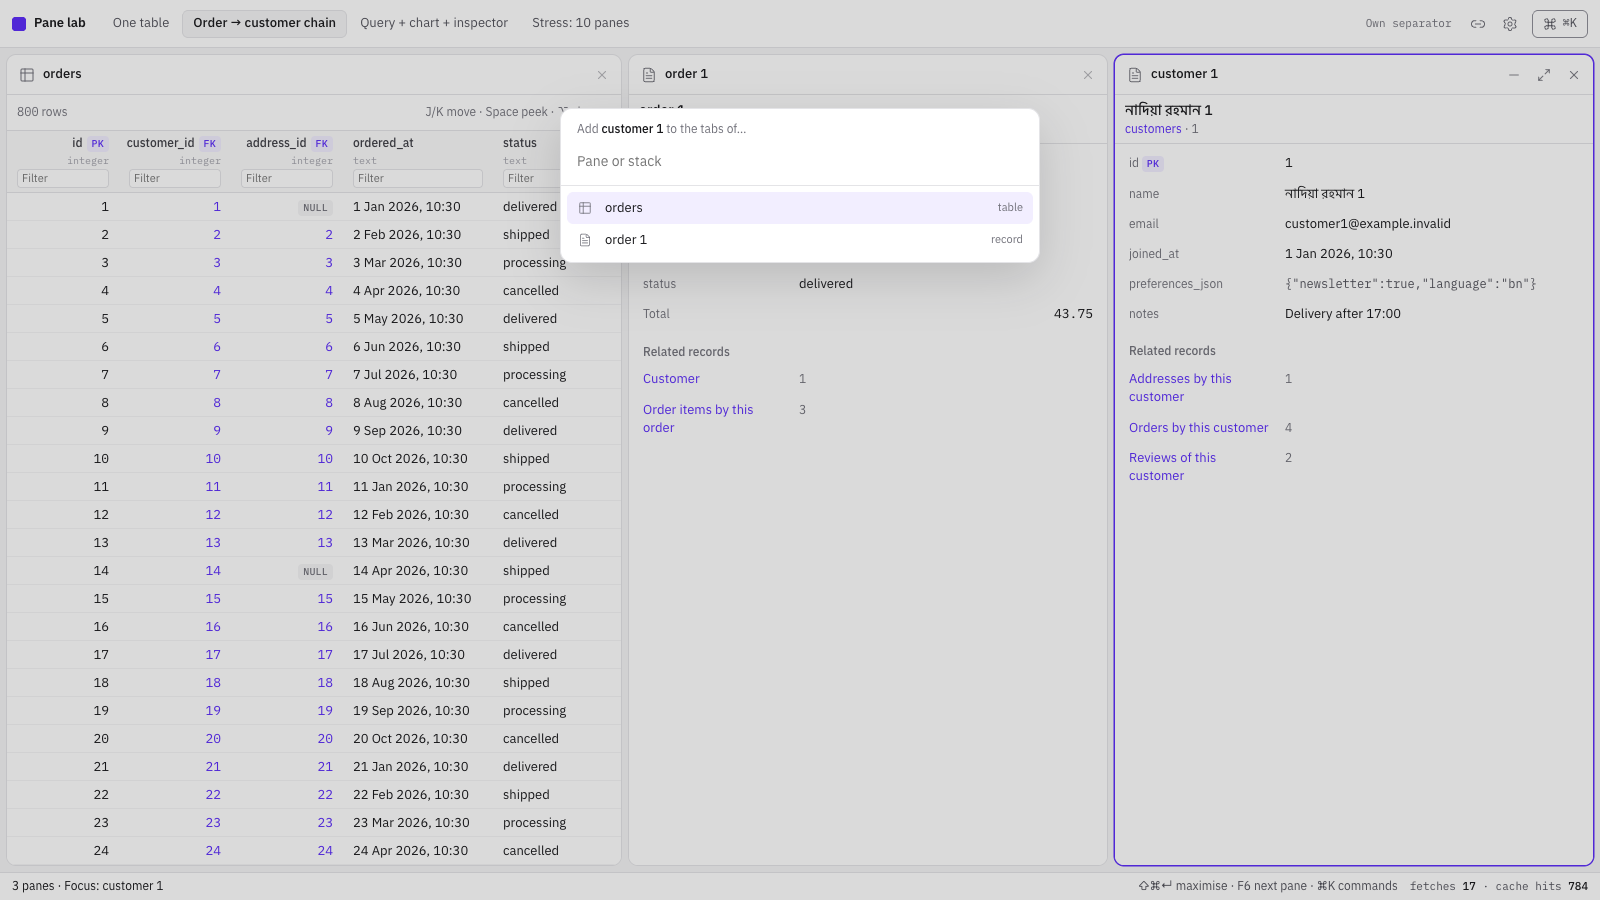 Pane lab
One table
Order → customer chain
Query + chart + inspector
Stress: 10 panes
Own separator
⌘ ⌘K
orders
800 rows
J/K move · Space peek ·
id PK customer_id FK address_id FK ordered_at status
integer integer integer text text
Filter Filter Filter Filter Filter
1 1 NULL 1 Jan 2026, 10:30 delivered
2 2 2 2 Feb 2026, 10:30 shipped
3 3 3 3 Mar 2026, 10:30 processing
4 4 4 4 Apr 2026, 10:30 cancelled
5 5 5 5 May 2026, 10:30 delivered
6 6 6 6 Jun 2026, 10:30 shipped
7 7 7 7 Jul 2026, 10:30 processing
8 8 8 8 Aug 2026, 10:30 cancelled
9 9 9 9 Sep 2026, 10:30 delivered
10 10 10 10 Oct 2026, 10:30 shipped
11 11 11 11 Jan 2026, 10:30 processing
12 12 12 12 Feb 2026, 10:30 cancelled
13 13 13 13 Mar 2026, 10:30 delivered
14 14 NULL 14 Apr 2026, 10:30 shipped
15 15 15 15 May 2026, 10:30 processing
16 16 16 16 Jun 2026, 10:30 cancelled
17 17 17 17 Jul 2026, 10:30 delivered
18 18 18 18 Aug 2026, 10:30 shipped
19 19 19 19 Sep 2026, 10:30 processing
20 20 20 20 Oct 2026, 10:30 cancelled
21 21 21 21 Jan 2026, 10:30 delivered
22 22 22 22 Feb 2026, 10:30 shipped
23 23 23 23 Mar 2026, 10:30 processing
24 24 24 24 Apr 2026, 10:30 cancelled
order 1
Add customer 1 to the tabs of...
Pane or stack
orders table
order 1 record
status delivered
Total 43.75
Related records
Customer 1
Order items by this 3
order
customer 1
নাদিয়া রহমান 1
customers · 1
id PK 1
name নাদিয়া রহমান 1
email customer1@example.invalid
joined_at 1 Jan 2026, 10:30
preferences_json {"newsletter":true,"language":"bn"}
notes Delivery after 17:00
Related records
Addresses by this 1
customer
Orders by this customer 4
Reviews of this 2
customer
3 panes · Focus: customer 1
⇧⌘↵ maximise · F6 next pane · ⌘K commands
fetches 17 · cache hits 784